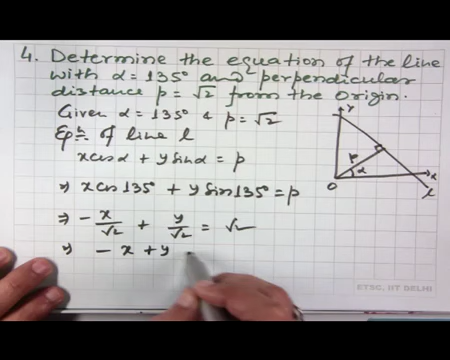 4. Determine the equation of the line
with α = 135° and perpendicular
distance p = √2 from the Origin.
Given α = 135° & p = √2
Eqn of line l
x cos α + y sin α = p
⇒ x cos 135° + y sin 135° = p
⇒ - x/√2 + y/√2 = √2
⇒ - x + y
Y
P
α
O
X
l
ETSC, IIT DELHI